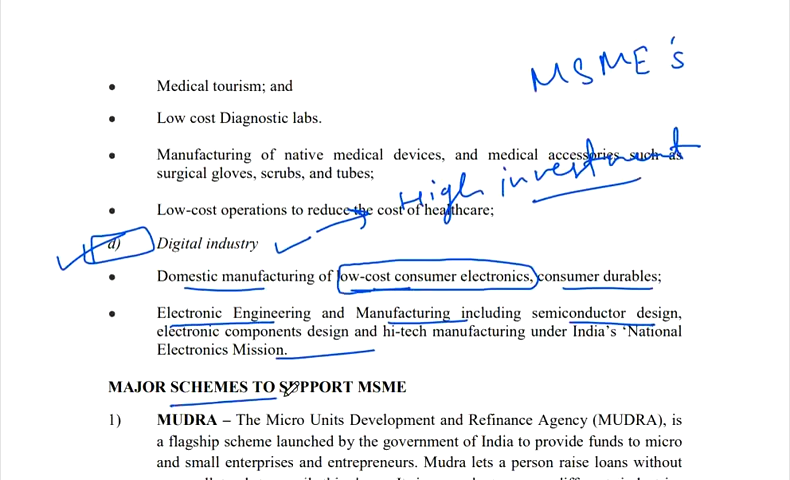 MSME's
• Medical tourism; and
• Low cost Diagnostic labs.
• Manufacturing of native medical devices, and medical accessories such as
surgical gloves, scrubs, and tubes;
High investment
• Low-cost operations to reduce the cost of healthcare;
d) Digital industry
• Domestic manufacturing of low-cost consumer electronics, consumer durables;
• Electronic Engineering and Manufacturing including semiconductor design,
electronic components design and hi-tech manufacturing under India's 'National
Electronics Mission.
MAJOR SCHEMES TO SUPPORT MSME
1) MUDRA – The Micro Units Development and Refinance Agency (MUDRA), is
a flagship scheme launched by the government of India to provide funds to micro
and small enterprises and entrepreneurs. Mudra lets a person raise loans without